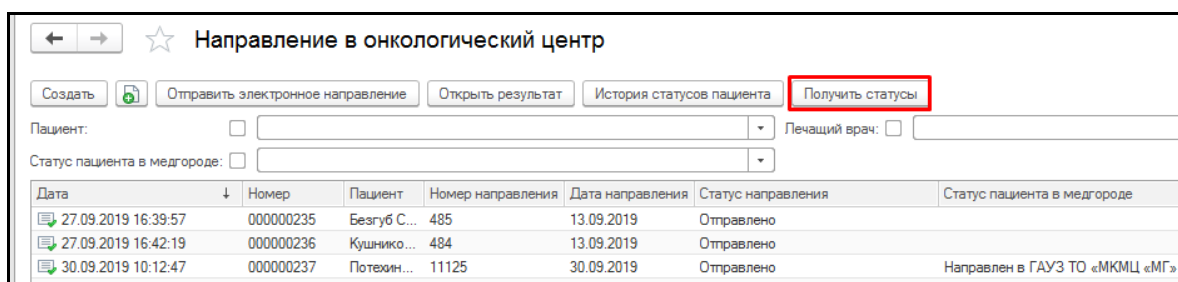 Направление в онкологический центр
Создать Отправить электронное направление Открыть результат История статусов пациента Получить статусы
Пациент: Лечащий врач:
Статус пациента в медгороде:
Дата ↓ Номер Пациент Номер направления Дата направления Статус направления Статус пациента в медгороде
27.09.2019 16:39:57 000000235 Безгуб С... 485 13.09.2019 Отправлено
27.09.2019 16:42:19 000000236 Кушнико... 484 13.09.2019 Отправлено
30.09.2019 10:12:47 000000237 Потехин... 11125 30.09.2019 Отправлено Направлен в ГАУЗ ТО «МКМЦ «МГ»